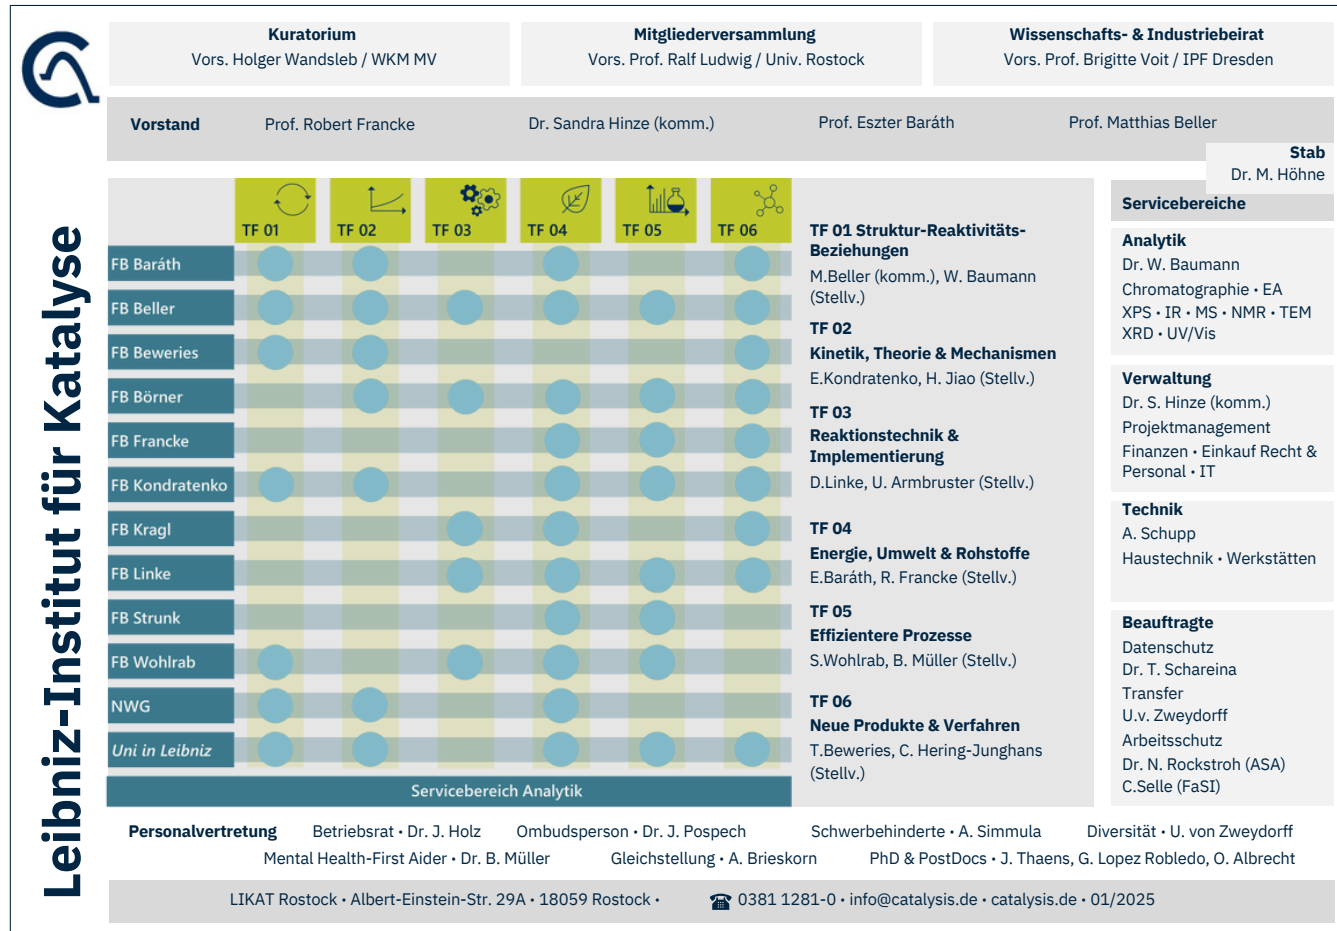 Leibniz-Institut für Katalyse
Kuratorium
Vors. Holger Wandsleb / WKM MV
Mitgliederversammlung
Vors. Prof. Ralf Ludwig / Univ. Rostock
Wissenschafts- & Industriebeirat
Vors. Prof. Brigitte Voit / IPF Dresden
Vorstand
Prof. Robert Francke
Dr. Sandra Hinze (komm.)
Prof. Eszter Baráth
Prof. Matthias Beller
Stab
Dr. M. Höhne
TF 01
TF 02
TF 03
TF 04
TF 05
TF 06
FB Baráth
FB Beller
FB Beweries
FB Börner
FB Francke
FB Kondratenko
FB Kragl
FB Linke
FB Strunk
FB Wohlrab
NWG
Uni in Leibniz
Servicebereich Analytik
TF 01 Struktur-Reaktivitäts-
Beziehungen
M.Beller (komm.), W. Baumann
(Stellv.)
TF 02
Kinetik, Theorie & Mechanismen
E.Kondratenko, H. Jiao (Stellv.)
TF 03
Reaktionstechnik &
Implementierung
D.Linke, U. Armbruster (Stellv.)
TF 04
Energie, Umwelt & Rohstoffe
E.Baráth, R. Francke (Stellv.)
TF 05
Effizientere Prozesse
S.Wohlrab, B. Müller (Stellv.)
TF 06
Neue Produkte & Verfahren
T.Beweries, C. Hering-Junghans
(Stellv.)
Servicebereiche
Analytik
Dr. W. Baumann
Chromatographie • EA
XPS • IR • MS • NMR • TEM
XRD • UV/Vis
Verwaltung
Dr. S. Hinze (komm.)
Projektmanagement
Finanzen • Einkauf Recht &
Personal • IT
Technik
A. Schupp
Haustechnik • Werkstätten
Beauftragte
Datenschutz
Dr. T. Schareina
Transfer
U.v. Zweydorff
Arbeitsschutz
Dr. N. Rockstroh (ASA)
C.Selle (FaSI)
Personalvertretung Betriebsrat • Dr. J. Holz Ombudsperson • Dr. J. Pospech Schwerbehinderte • A. Simmula Diversität • U. von Zweydorff
Mental Health-First Aider • Dr. B. Müller Gleichstellung • A. Brieskorn PhD & PostDocs • J. Thaens, G. Lopez Robledo, O. Albrecht
LIKAT Rostock • Albert-Einstein-Str. 29A • 18059 Rostock • ☎ 0381 1281-0 • info@catalysis.de • catalysis.de • 01/2025